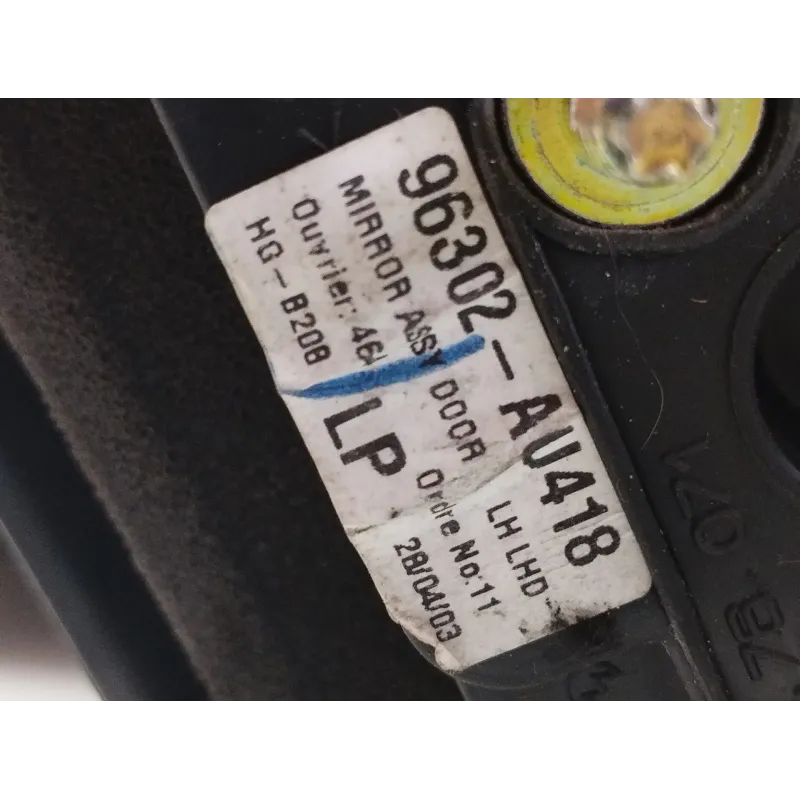 96302-AU418
MIRROR ASSY DOOR LH LHD
Ouvrier: 46 Ordre No:11
HG-B208 LP 28/04/03